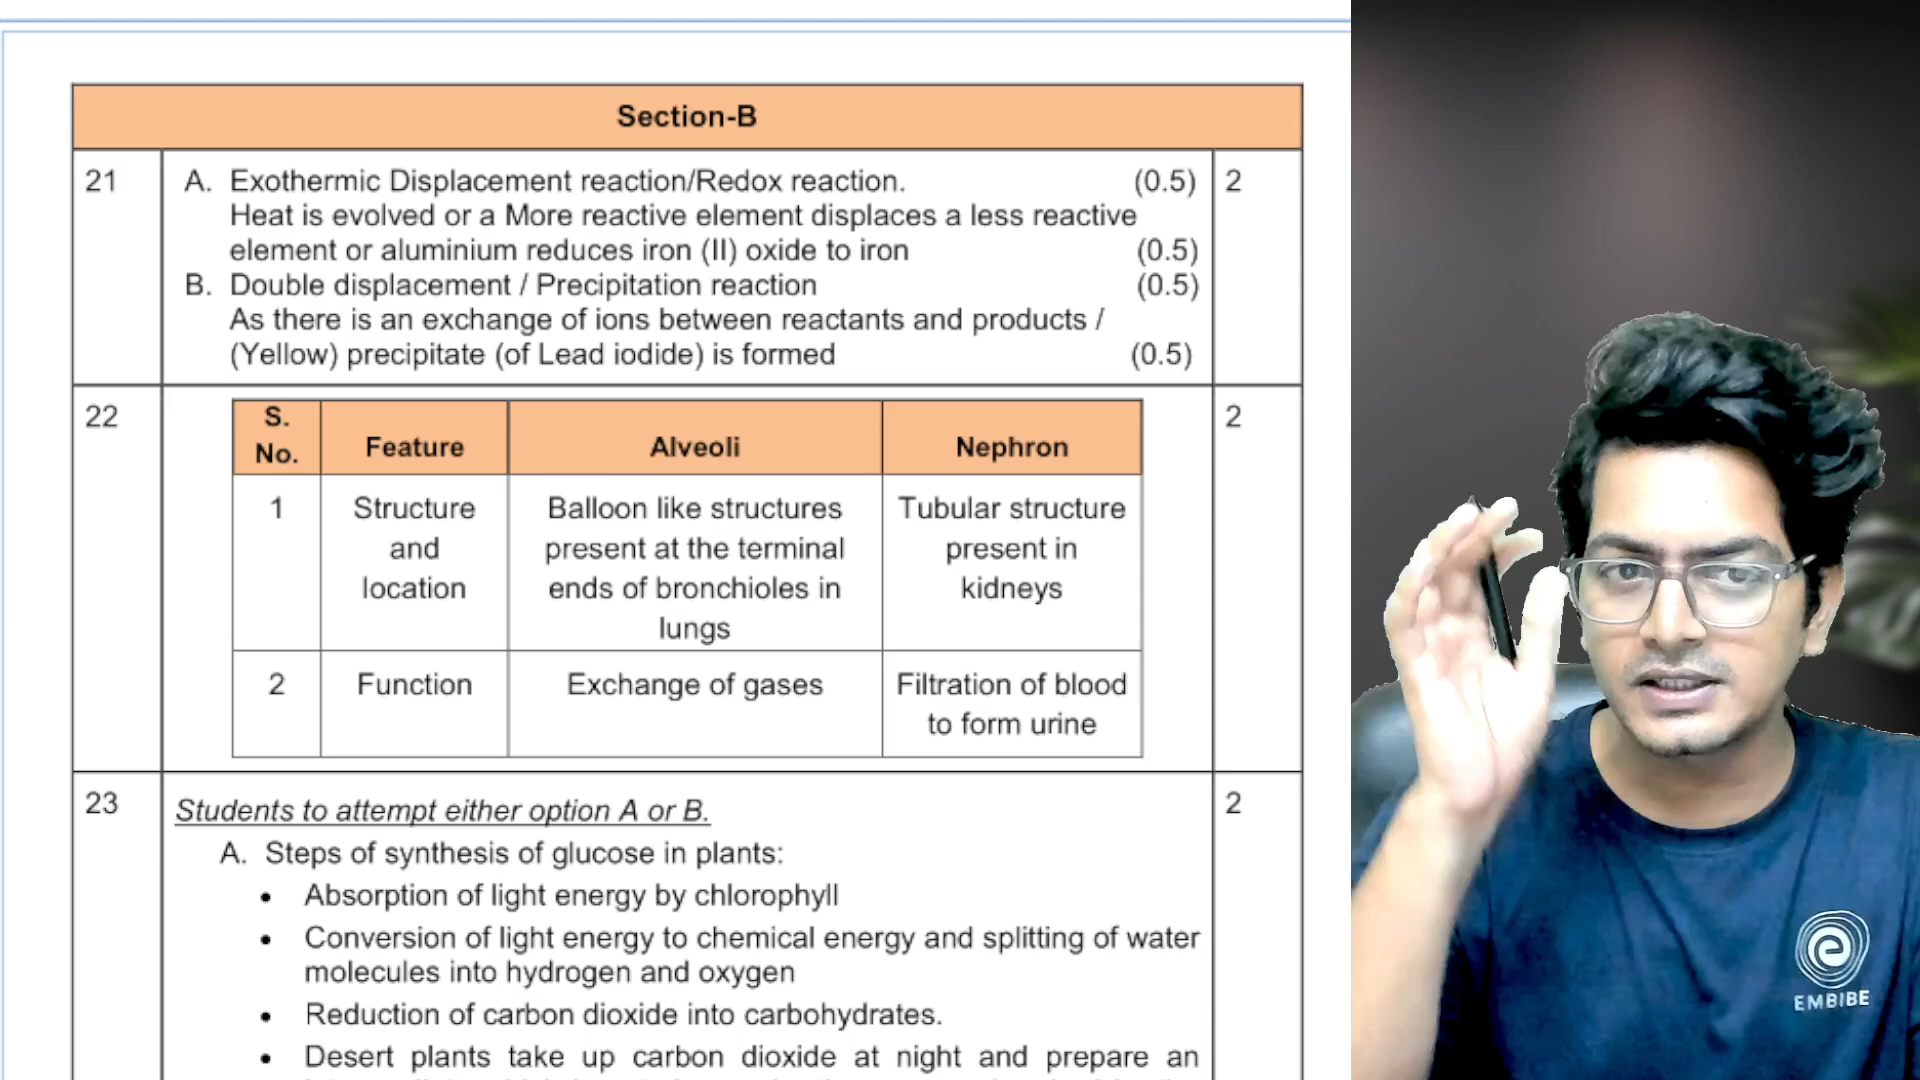 Section-B
21
A. Exothermic Displacement reaction/Redox reaction. (0.5)
2
Heat is evolved or a More reactive element displaces a less reactive
element or aluminium reduces iron (II) oxide to iron (0.5)
B. Double displacement / Precipitation reaction (0.5)
As there is an exchange of ions between reactants and products /
(Yellow) precipitate (of Lead iodide) is formed (0.5)
22
2
S. No.
Feature
Alveoli
Nephron
1
Structure
and
location
Balloon like structures
present at the terminal
ends of bronchioles in
lungs
Tubular structure
present in
kidneys
2
Function
Exchange of gases
Filtration of blood
to form urine
23
Students to attempt either option A or B.
2
A. Steps of synthesis of glucose in plants:
• Absorption of light energy by chlorophyll
• Conversion of light energy to chemical energy and splitting of water
molecules into hydrogen and oxygen
• Reduction of carbon dioxide into carbohydrates.
• Desert plants take up carbon dioxide at night and prepare an
EMBIBE